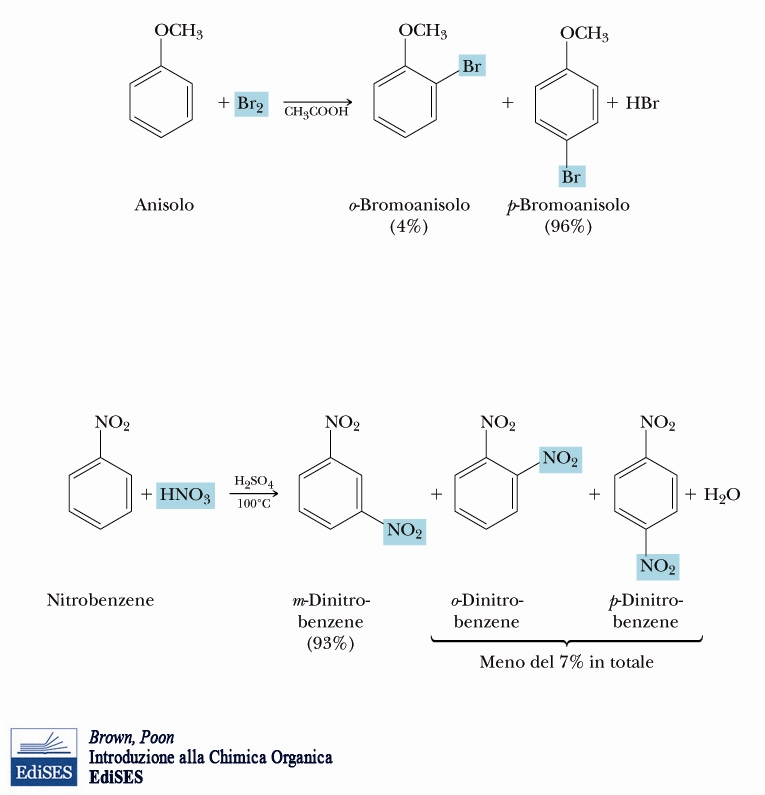 OCH₃ OCH₃ OCH₃
Br
+ Br₂ CH₃COOH + + HBr
Br
Anisolo o-Bromoanisolo p-Bromoanisolo
(4%) (96%)
NO₂ NO₂ NO₂ NO₂
NO₂
+ HNO₃ H₂SO₄ + + + H₂O
100°C
NO₂
NO₂
Nitrobenzene m-Dinitro- o-Dinitro- p-Dinitro-
benzene benzene benzene
(93%)
Meno del 7% in totale
Brown, Poon
Introduzione alla Chimica Organica
EdiSES EdiSES